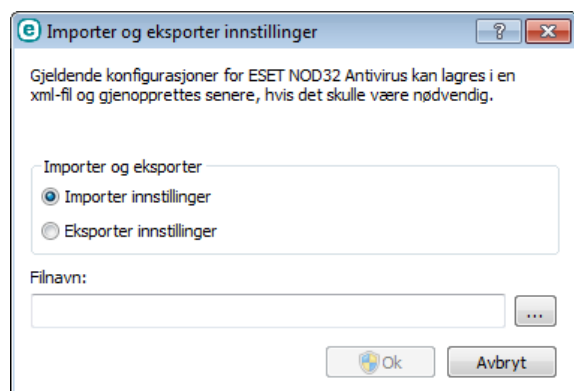 Importer og eksporter innstillinger
Gjeldende konfigurasjoner for ESET NOD32 Antivirus kan lagres i en
xml-fil og gjenopprettes senere, hvis det skulle være nødvendig.
Importer og eksporter
Importer innstillinger
Eksporter innstillinger
Filnavn:
...
Ok
Avbryt